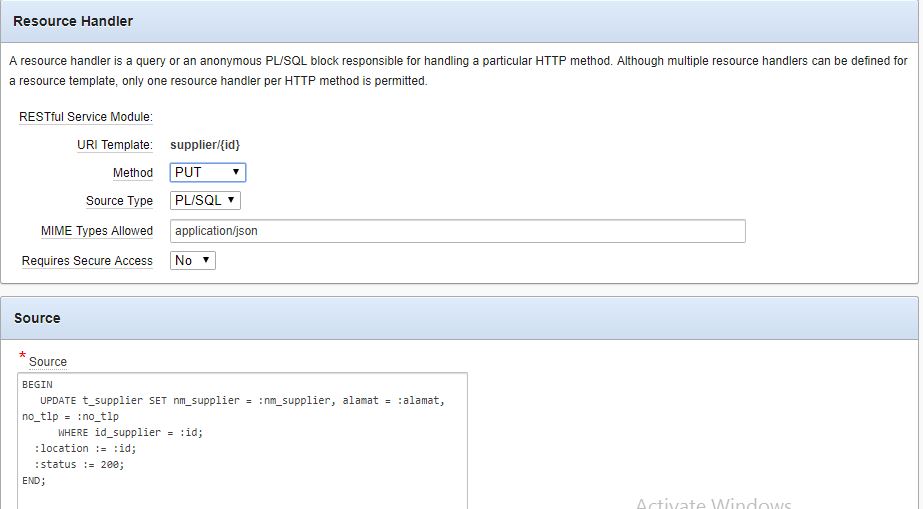 Resource Handler
A resource handler is a query or an anonymous PL/SQL block responsible for handling a particular HTTP method. Although multiple resource handlers can be defined for
a resource template, only one resource handler per HTTP method is permitted.
RESTful Service Module:
URI Template: supplier/{id}
Method PUT
Source Type PL/SQL
MIME Types Allowed application/json
Requires Secure Access No
Source
* Source
BEGIN
UPDATE t_supplier SET nm_supplier = :nm_supplier, alamat = :alamat,
no_tlp = :no_tlp
WHERE id_supplier = :id;
:location := :id;
:status := 200;
END;
Activate Windows